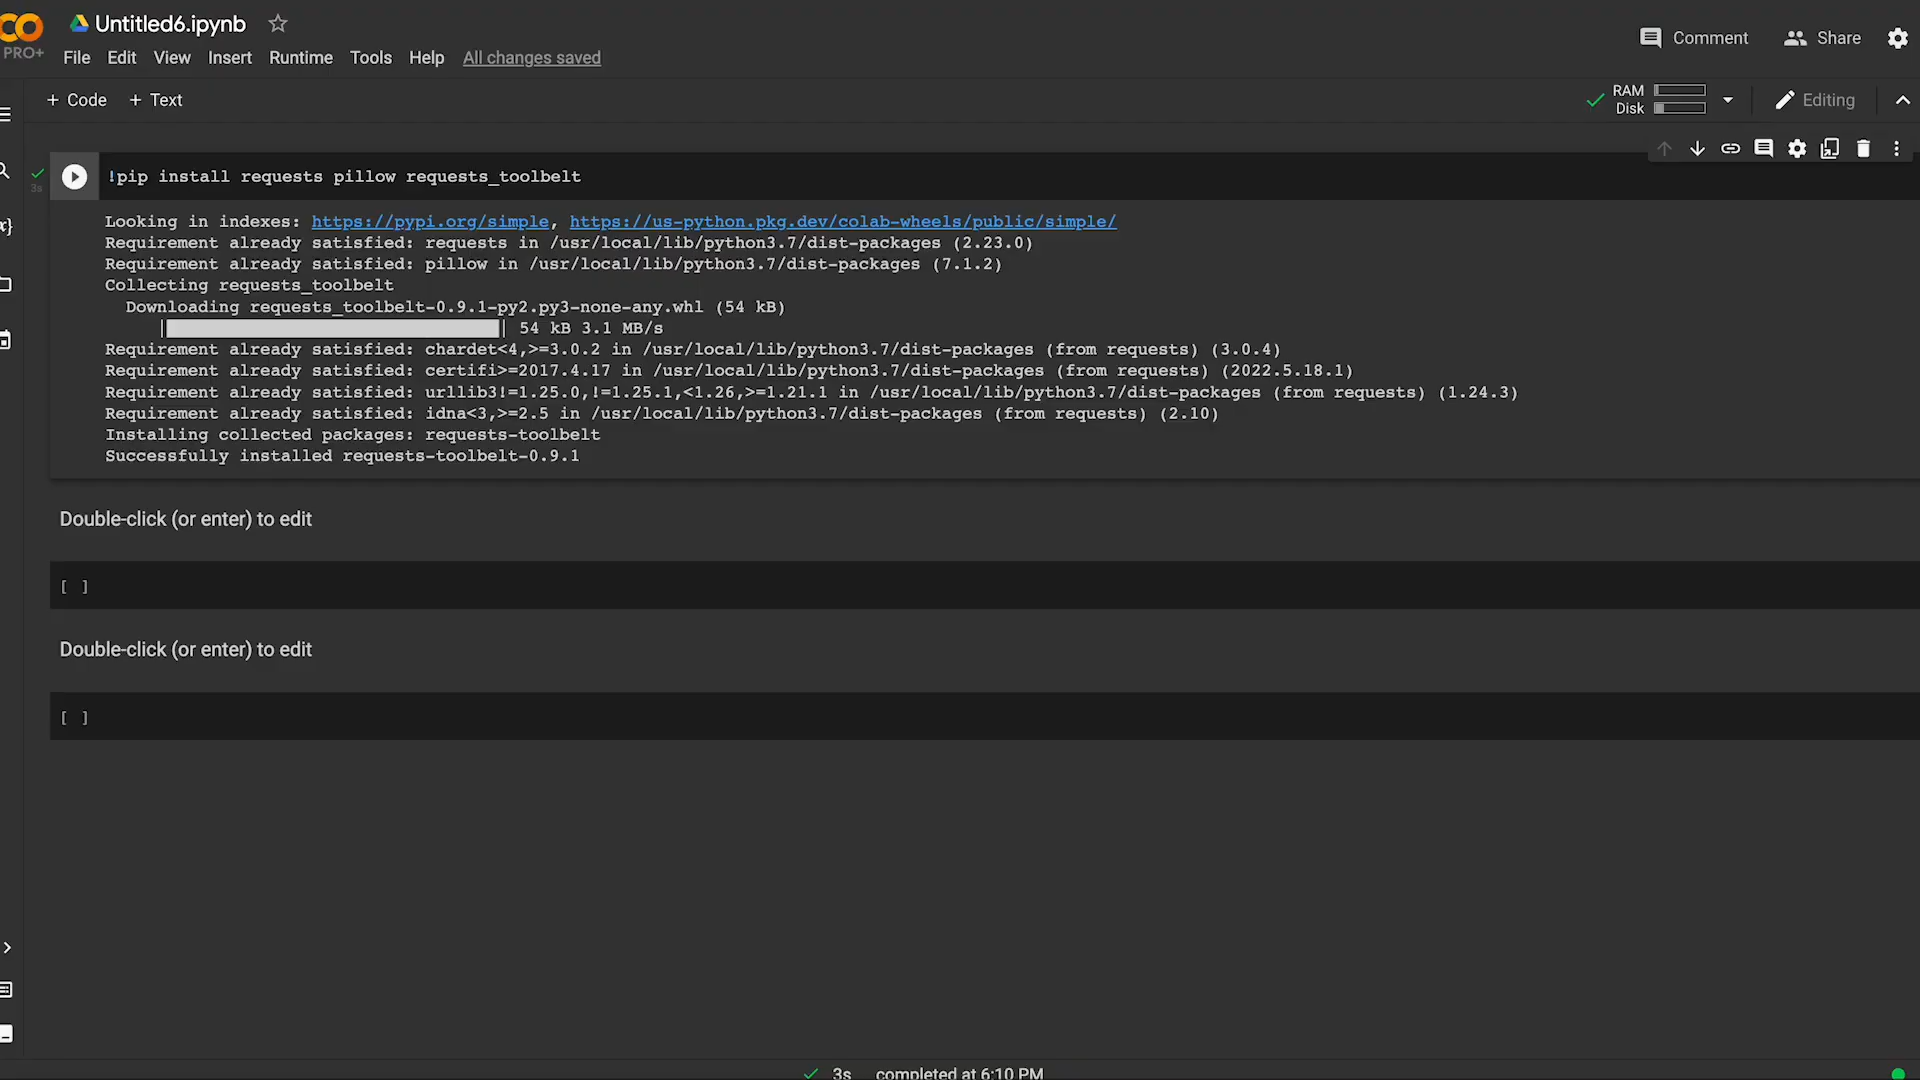 Untitled6.ipynb
PRO+
File Edit View Insert Runtime Tools Help All changes saved
Comment Share
+ Code + Text
RAM
Disk
Editing
3s
!pip install requests pillow requests_toolbelt
Looking in indexes: https://pypi.org/simple, https://us-python.pkg.dev/colab-wheels/public/simple/
Requirement already satisfied: requests in /usr/local/lib/python3.7/dist-packages (2.23.0)
Requirement already satisfied: pillow in /usr/local/lib/python3.7/dist-packages (7.1.2)
Collecting requests_toolbelt
Downloading requests_toolbelt-0.9.1-py2.py3-none-any.whl (54 kB)
54 kB 3.1 MB/s
Requirement already satisfied: chardet<4,>=3.0.2 in /usr/local/lib/python3.7/dist-packages (from requests) (3.0.4)
Requirement already satisfied: certifi>=2017.4.17 in /usr/local/lib/python3.7/dist-packages (from requests) (2022.5.18.1)
Requirement already satisfied: urllib3!=1.25.0,!=1.25.1,<1.26,>=1.21.1 in /usr/local/lib/python3.7/dist-packages (from requests) (1.24.3)
Requirement already satisfied: idna<3,>=2.5 in /usr/local/lib/python3.7/dist-packages (from requests) (2.10)
Installing collected packages: requests-toolbelt
Successfully installed requests-toolbelt-0.9.1
Double-click (or enter) to edit
[ ]
Double-click (or enter) to edit
[ ]
3s completed at 6:10 PM